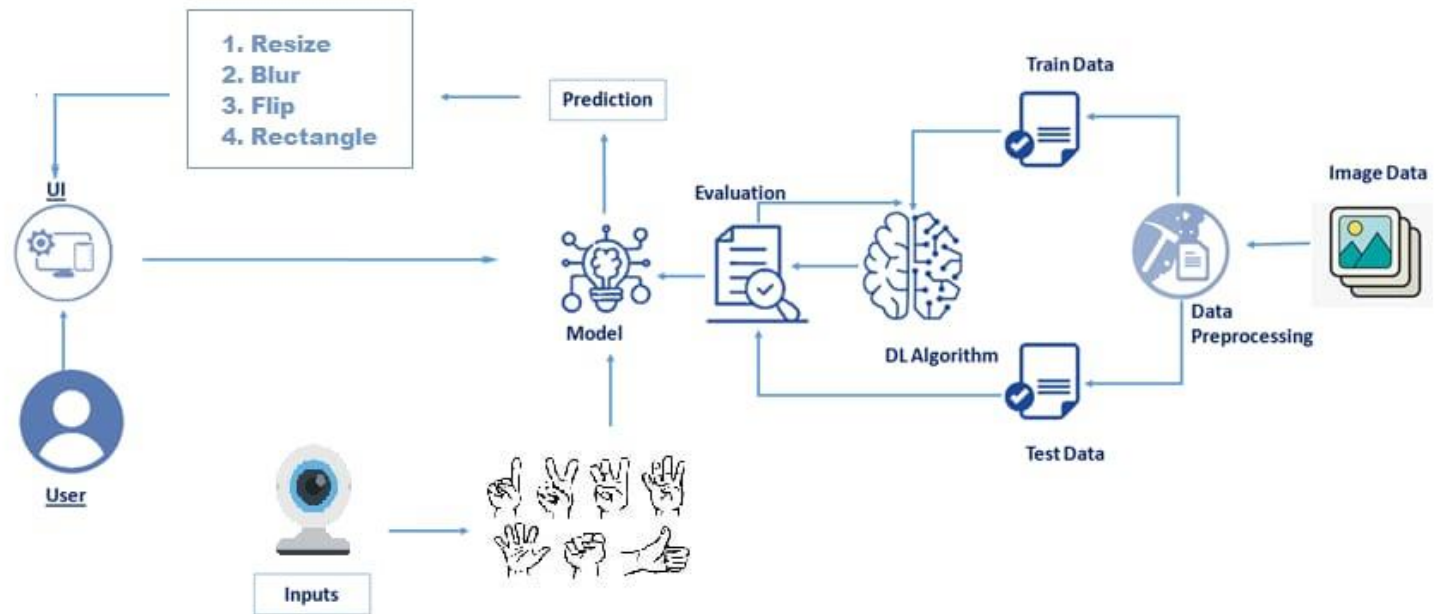 1. Resize
2. Blur
3. Flip
4. Rectangle
Prediction
Train Data
UI
Evaluation
Image Data
Model
DL Algorithm
Data
Preprocessing
User
Test Data
Inputs